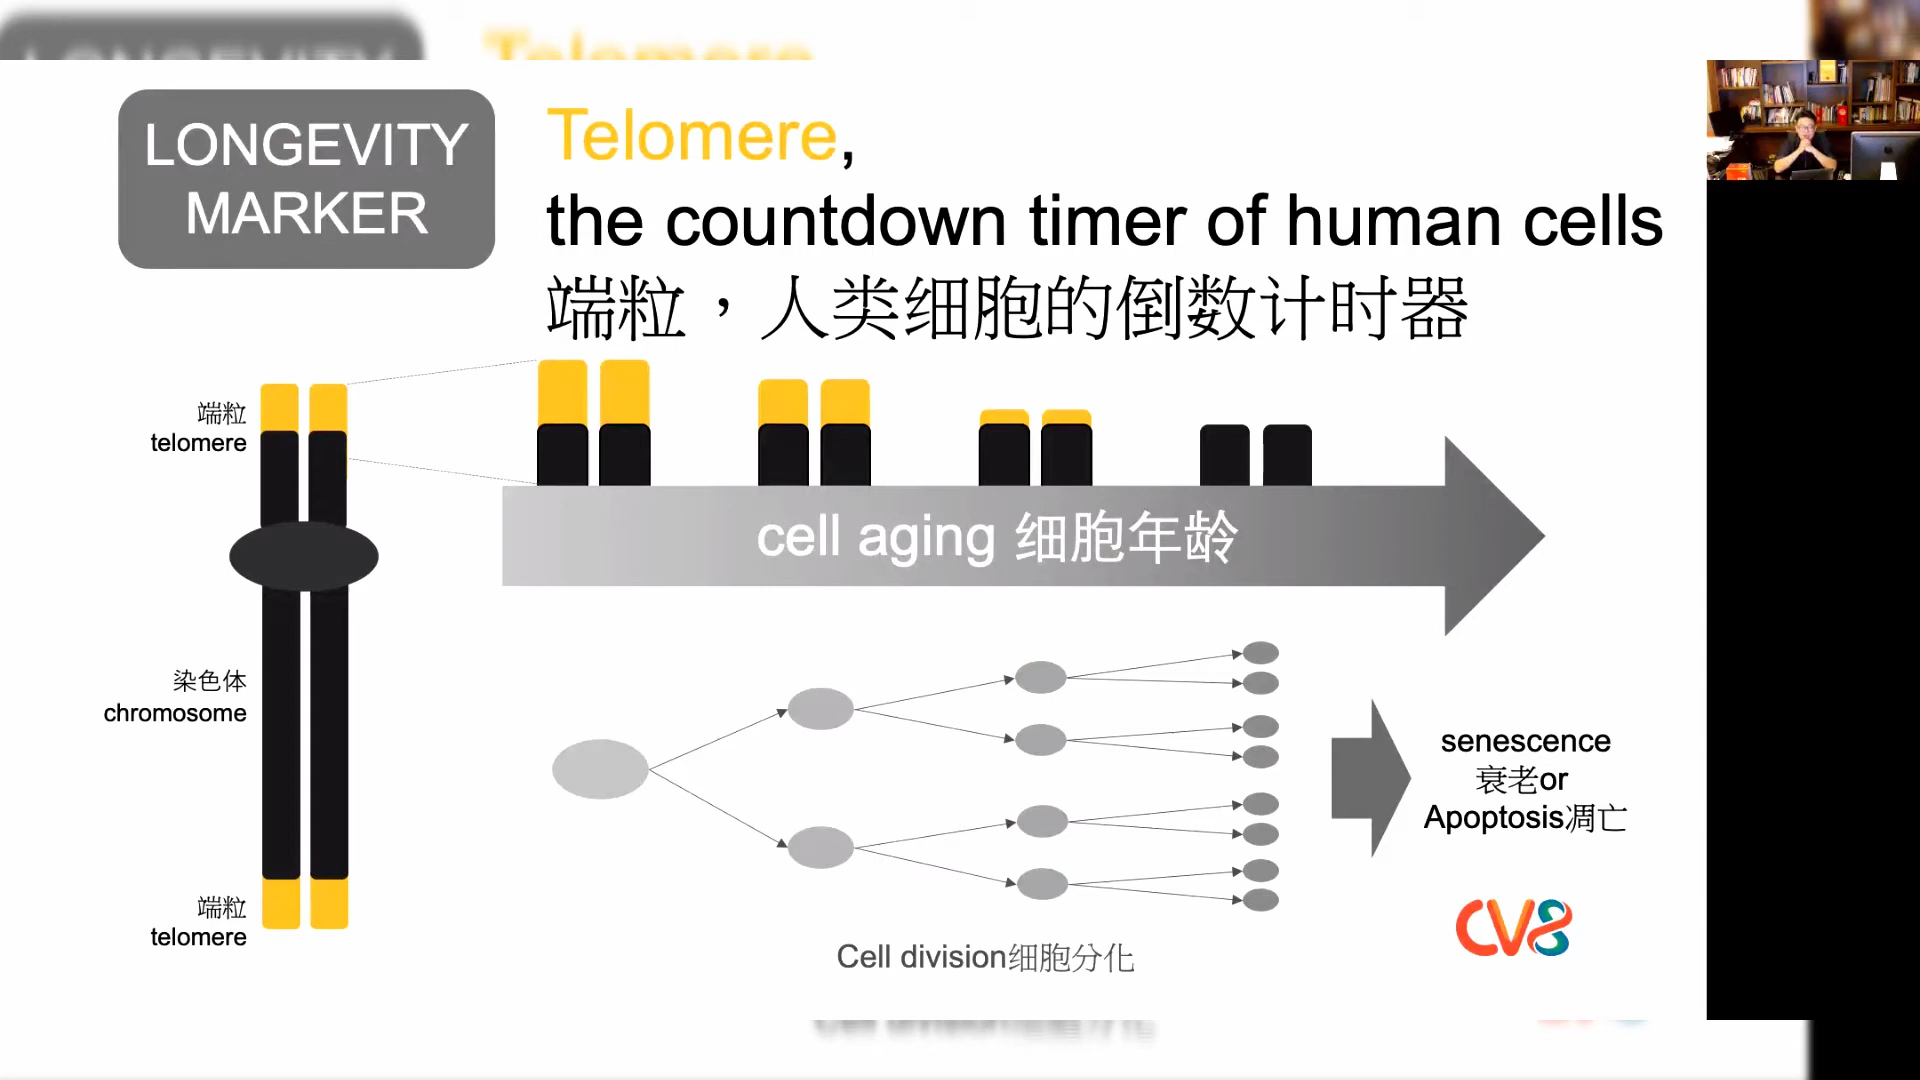 LONGEVITY
MARKER
Telomere,
the countdown timer of human cells
端粒，人类细胞的倒数计时器
端粒
telomere
cell aging 细胞年龄
染色体
chromosome
senescence
衰老or
Apoptosis凋亡
端粒
telomere
CV8
Cell division细胞分化